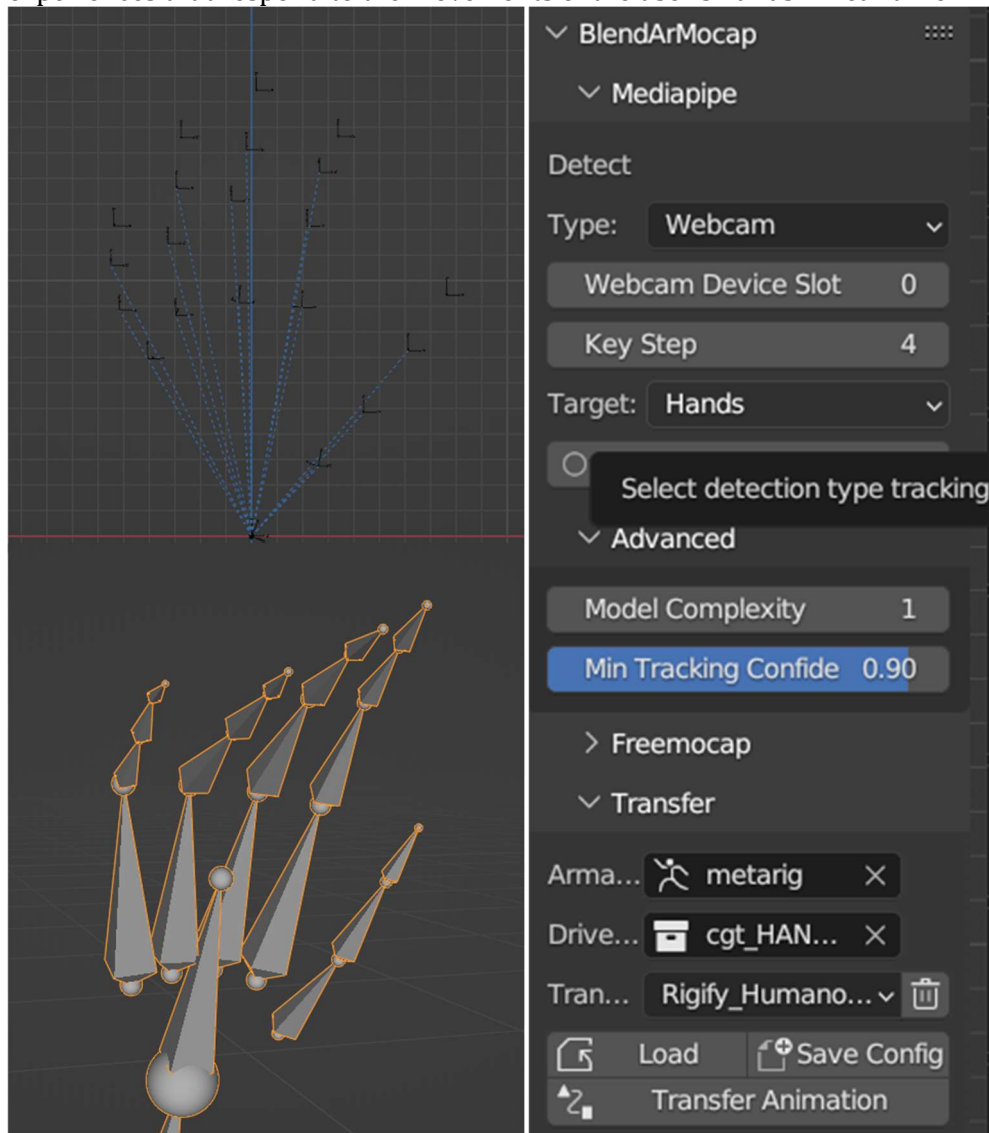 BlendArMocap
Mediapipe
Detect
Type: Webcam
Webcam Device Slot 0
Key Step 4
Target: Hands
Select detection type tracking
Advanced
Model Complexity 1
Min Tracking Confide 0.90
Freemocap
Transfer
Arma... metarig
Drive... cgt_HAN...
Tran... Rigify_Humano...
Load Save Config
Transfer Animation